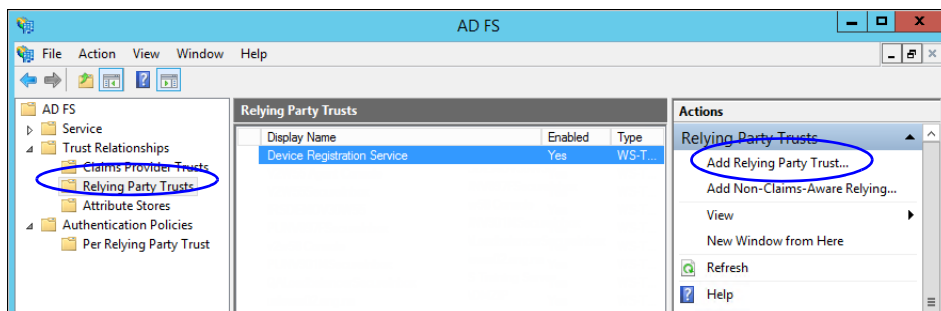 AD FS
File Action View Window Help
AD FS
Service
Trust Relationships
Claims Provider Trusts
Relying Party Trusts
Attribute Stores
Authentication Policies
Per Relying Party Trust
Relying Party Trusts
Display Name Enabled Type
Device Registration Service Yes WS-T...
Actions
Relying Party Trusts
Add Relying Party Trust...
Add Non-Claims-Aware Relying...
View
New Window from Here
Refresh
Help